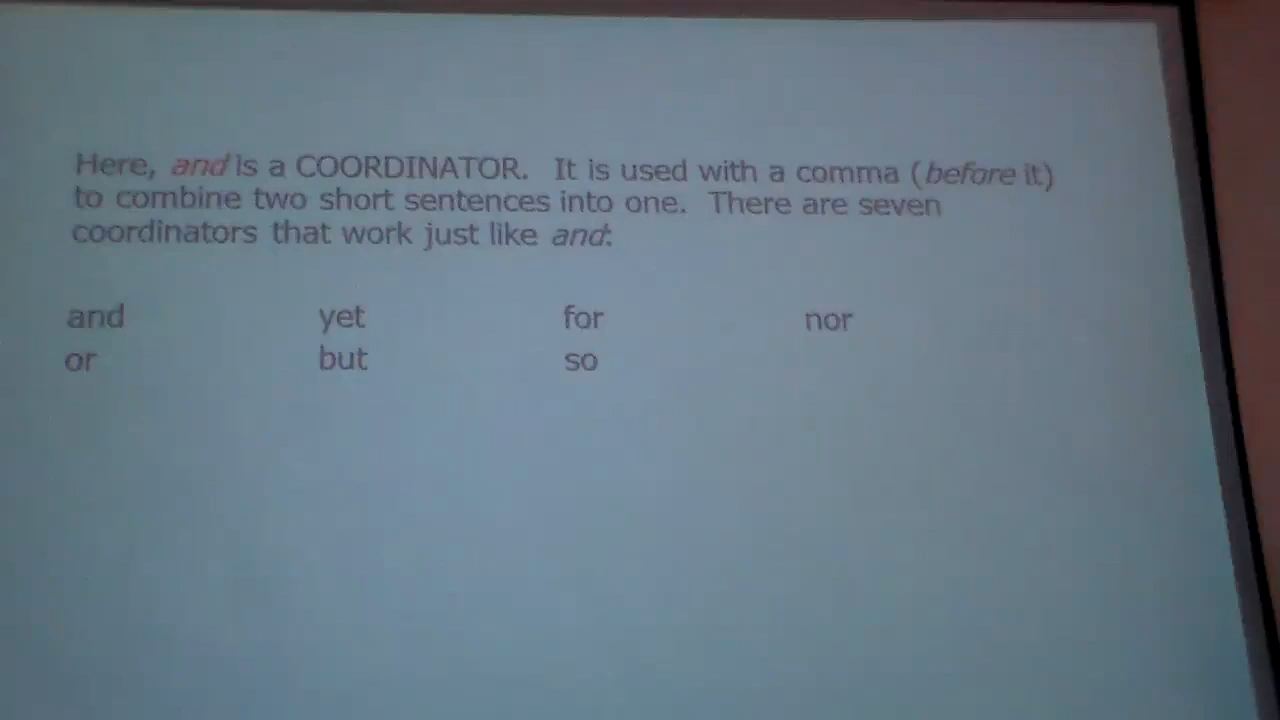 Here, and is a COORDINATOR. It is used with a comma (before it)
to combine two short sentences into one. There are seven
coordinators that work just like and:
and yet for nor
or but so